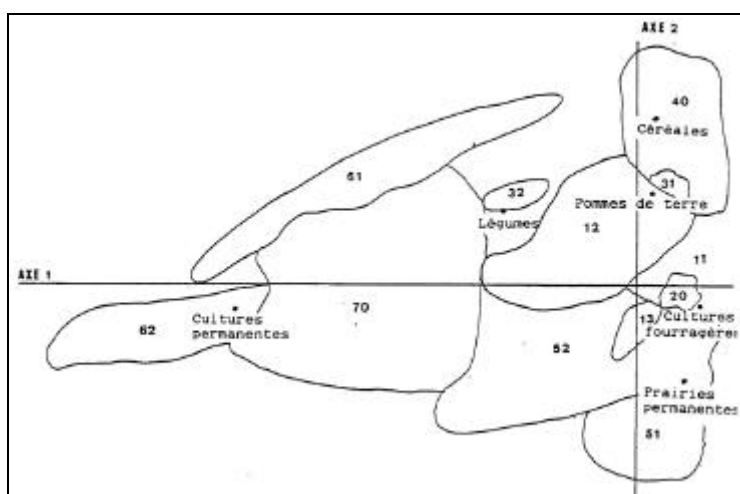 AXE 2
40
Céréales
61
32
31
Légumes
Pommes de terre
12
11
AXE 1
70
20
62
Cultures
permanentes
13
Cultures
fourragères
52
Prairies
permanentes
51